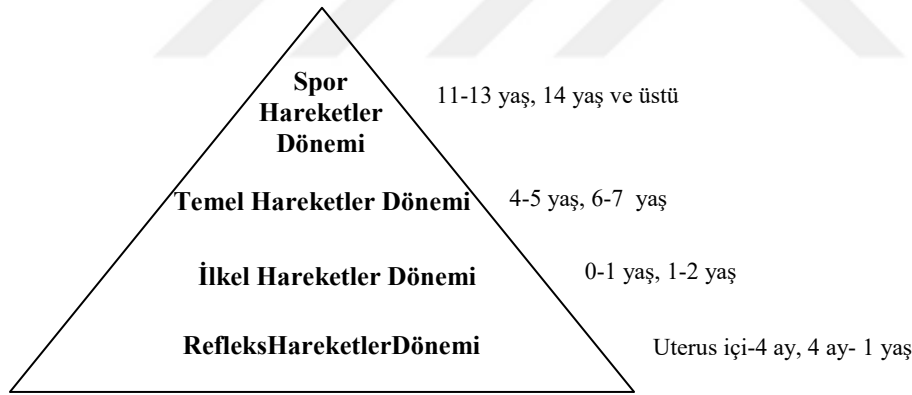 Spor
Hareketler
Dönemi
11-13 yaş, 14 yaş ve üstü
Temel Hareketler Dönemi
4-5 yaş, 6-7 yaş
İlkel Hareketler Dönemi
0-1 yaş, 1-2 yaş
RefleksHareketlerDönemi
Uterus içi-4 ay, 4 ay- 1 yaş